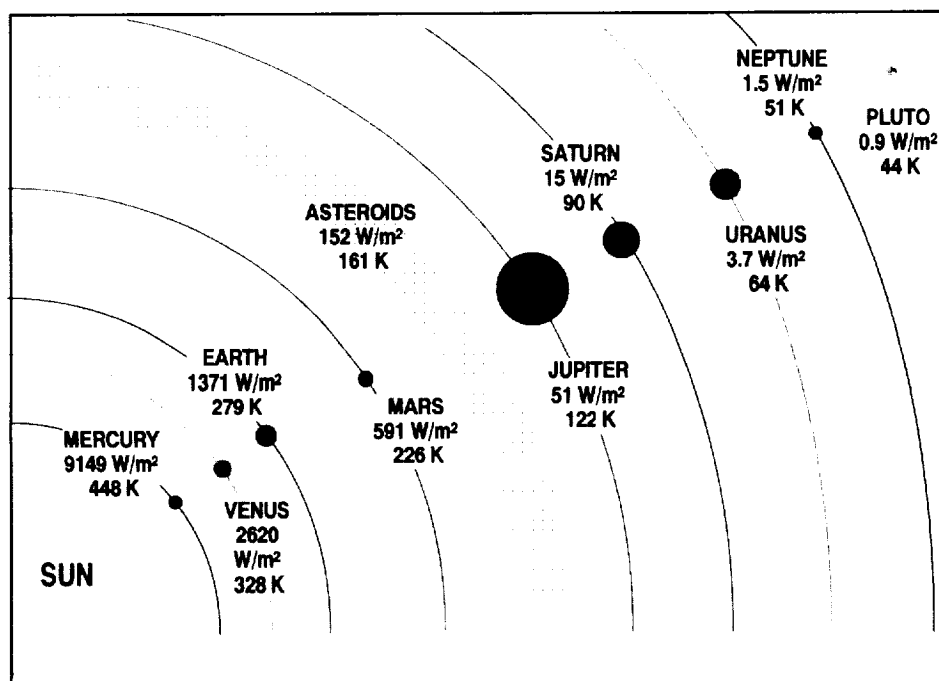 NEPTUNE
1.5 W/m²
51 K
PLUTO
0.9 W/m²
44 K
SATURN
15 W/m²
90 K
ASTEROIDS
152 W/m²
161 K
URANUS
3.7 W/m²
64 K
EARTH
1371 W/m²
279 K
JUPITER
51 W/m²
122 K
MARS
591 W/m²
226 K
MERCURY
9149 W/m²
448 K
VENUS
2620
W/m²
328 K
SUN